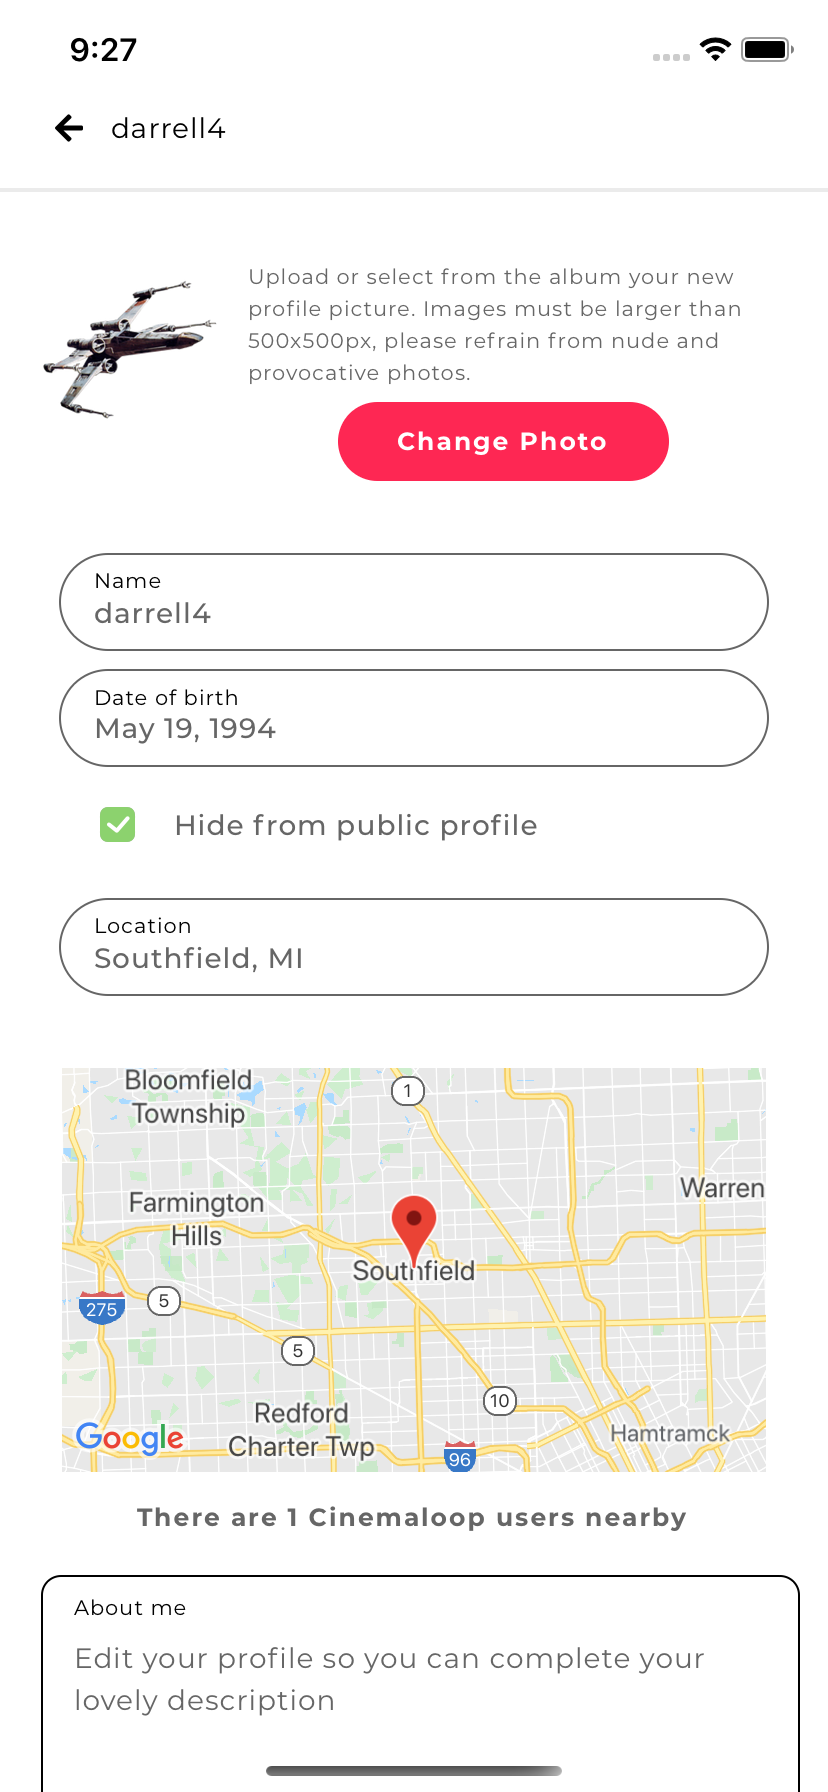 9:27
darrell4
Upload or select from the album your new
profile picture. Images must be larger than
500x500px, please refrain from nude and
provocative photos.
Change Photo
Name
darrell4
Date of birth
May 19, 1994
Hide from public profile
Location
Southfield, MI
Bloomfield
Township
1
Warren
Farmington
Hills
Southfield
275
5
5
10
Redford
Charter Twp
Hamtramck
Google
96
There are 1 Cinemaloop users nearby
About me
Edit your profile so you can complete your
lovely description